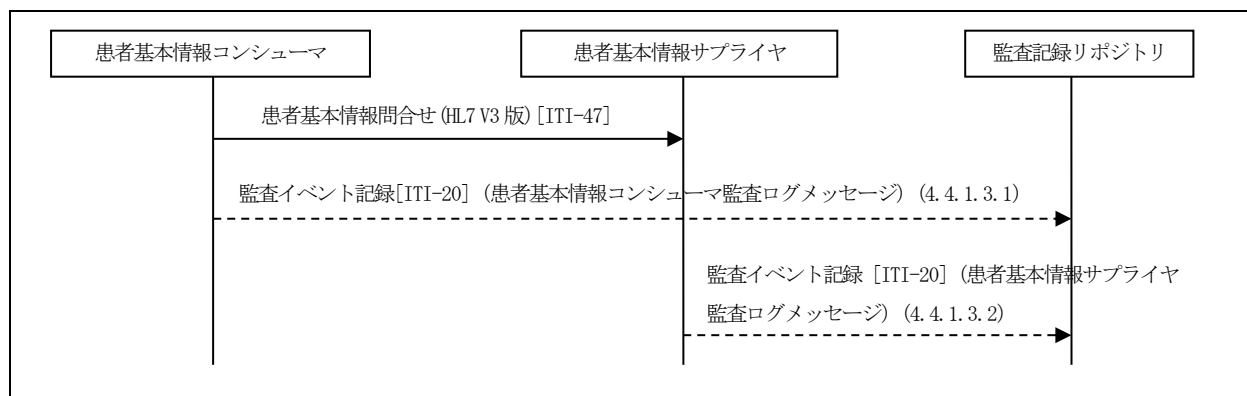 患者基本情報コンシューマ
患者基本情報サプライヤ
監査記録リポジトリ
患者基本情報問合せ(HL7 V3 版)[ITI-47]
監査イベント記録[ITI-20] (患者基本情報コンシューマ監査ログメッセージ) (4.4.1.3.1)
監査イベント記録 [ITI-20] (患者基本情報サプライヤ
監査ログメッセージ) (4.4.1.3.2)